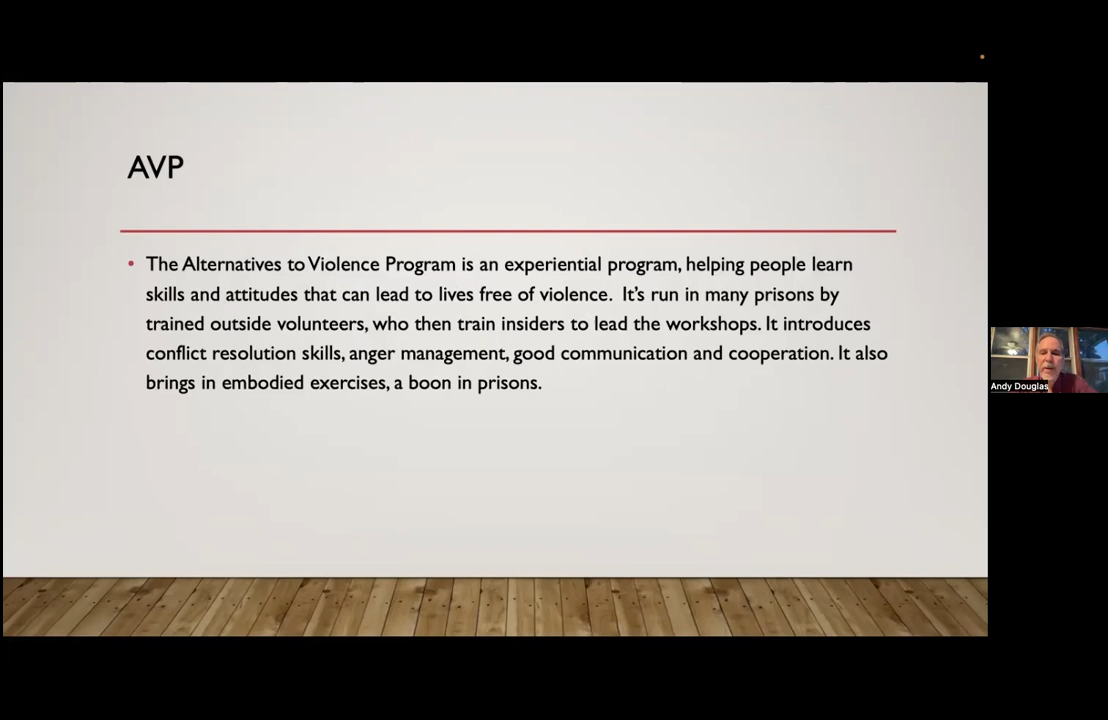 AVP
• The Alternatives to Violence Program is an experiential program, helping people learn
skills and attitudes that can lead to lives free of violence.  It’s run in many prisons by
trained outside volunteers, who then train insiders to lead the workshops. It introduces
conflict resolution skills, anger management, good communication and cooperation. It also
brings in embodied exercises, a boon in prisons.
Andy Douglas